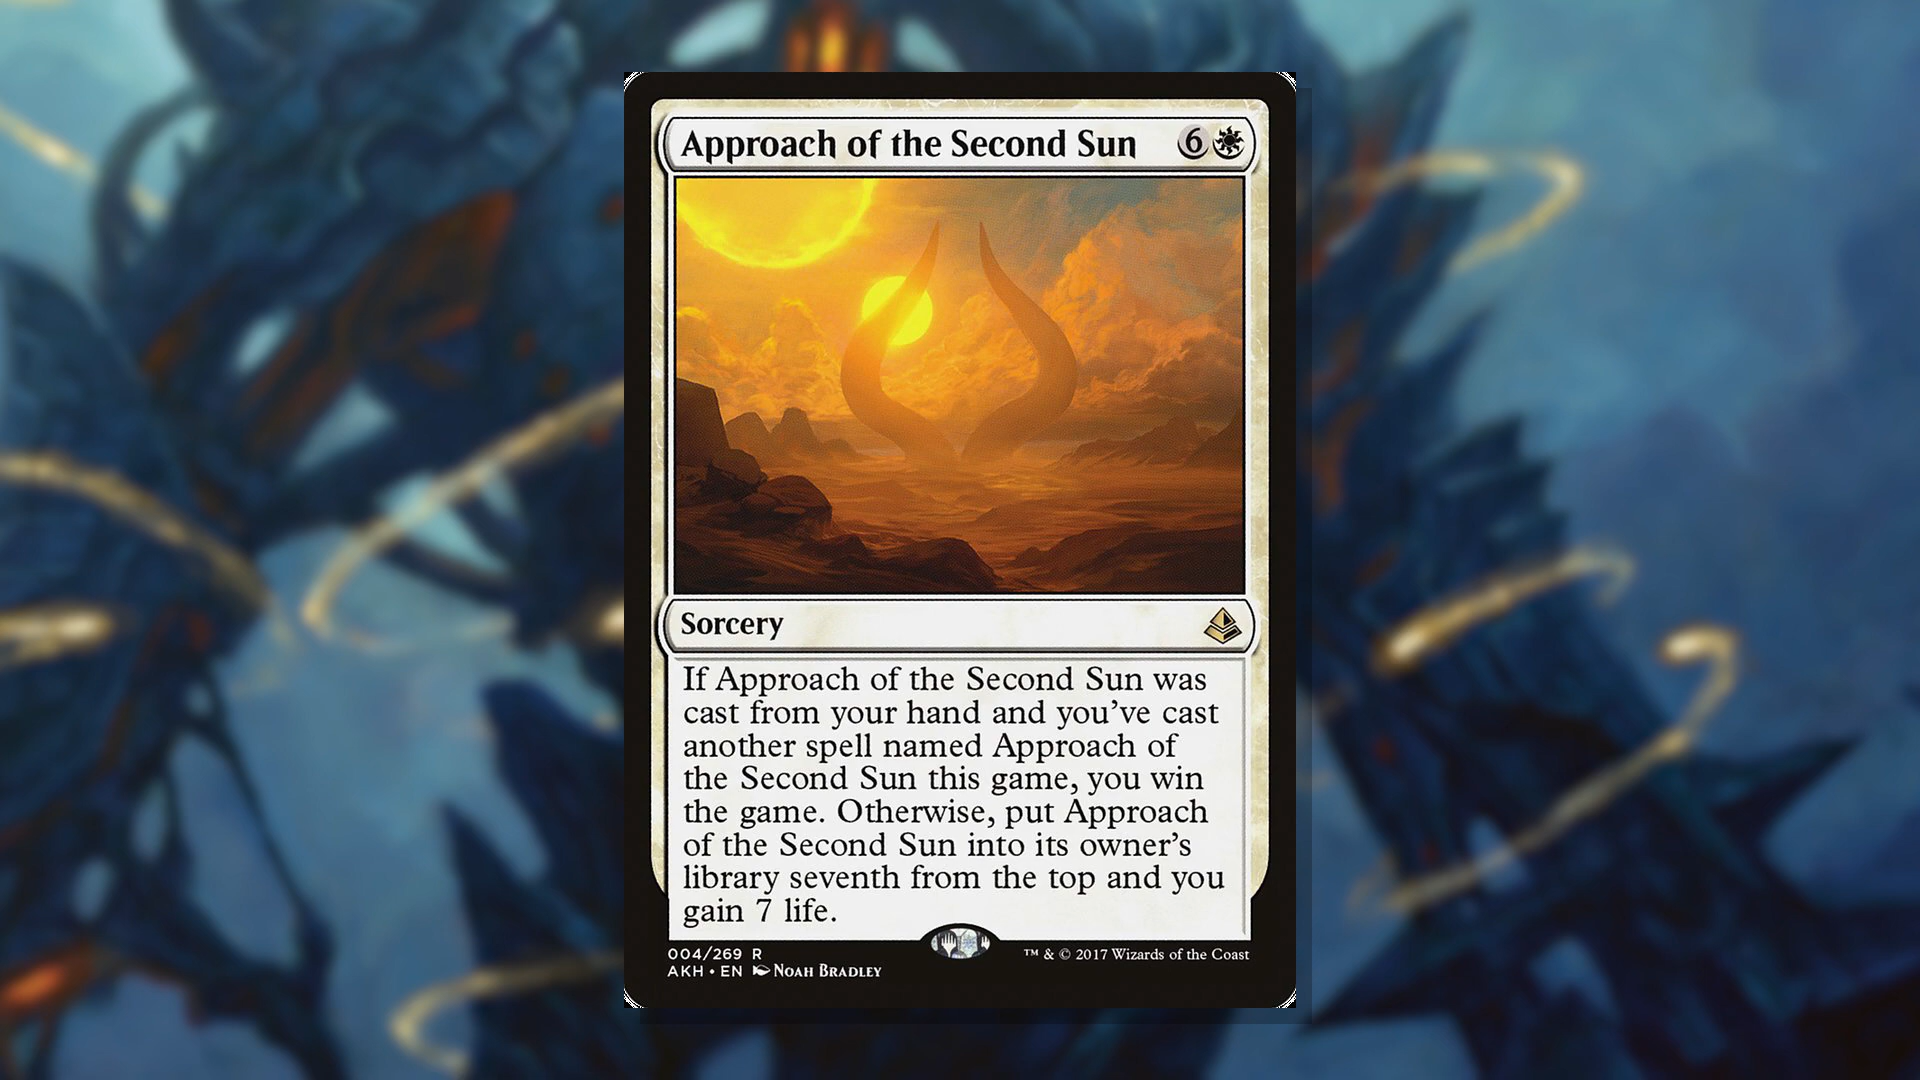 Approach of the Second Sun 6
Sorcery
If Approach of the Second Sun was
cast from your hand and you've cast
another spell named Approach of
the Second Sun this game, you win
the game. Otherwise, put Approach
of the Second Sun into its owner's
library seventh from the top and you
gain 7 life.
004/269 R
AKH • EN Noah Bradley
™ & © 2017 Wizards of the Coast